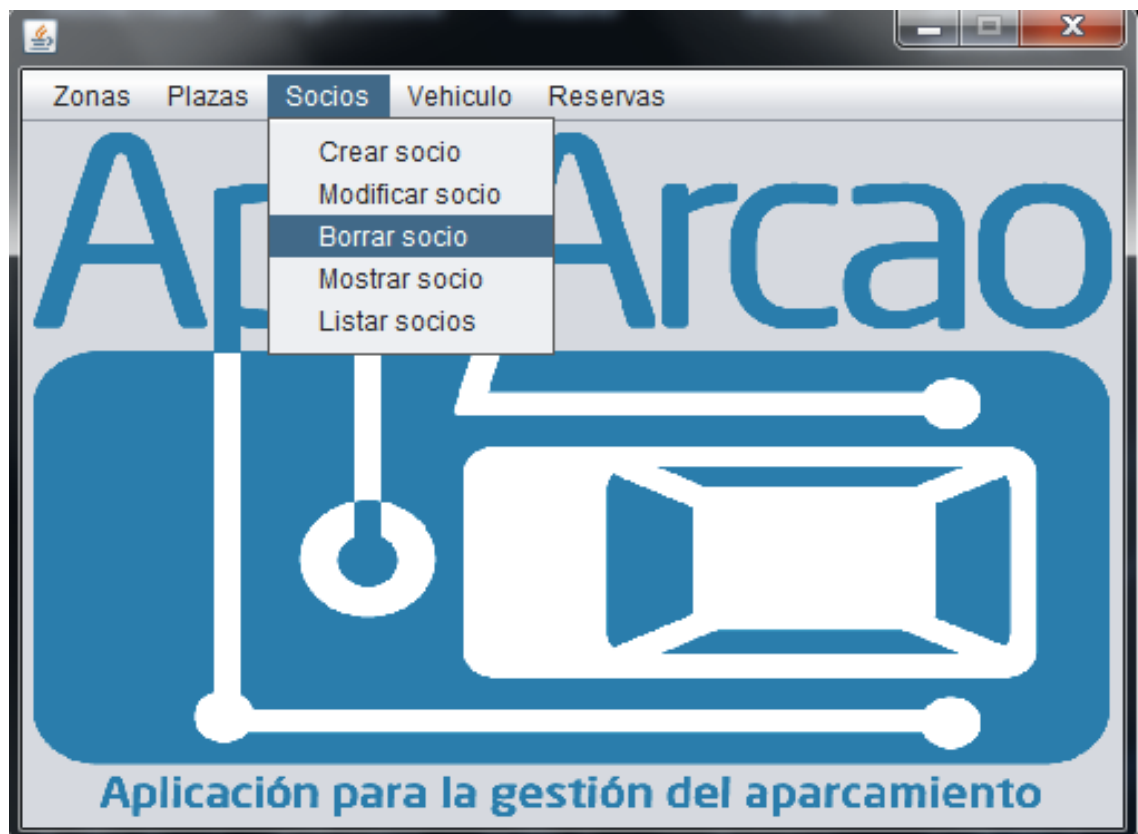 X
Zonas Plazas Socios Vehiculo Reservas
Crear socio
Modificar socio
Borrar socio
Mostrar socio
Listar socios
Arcao
Aplicación para la gestión del aparcamiento